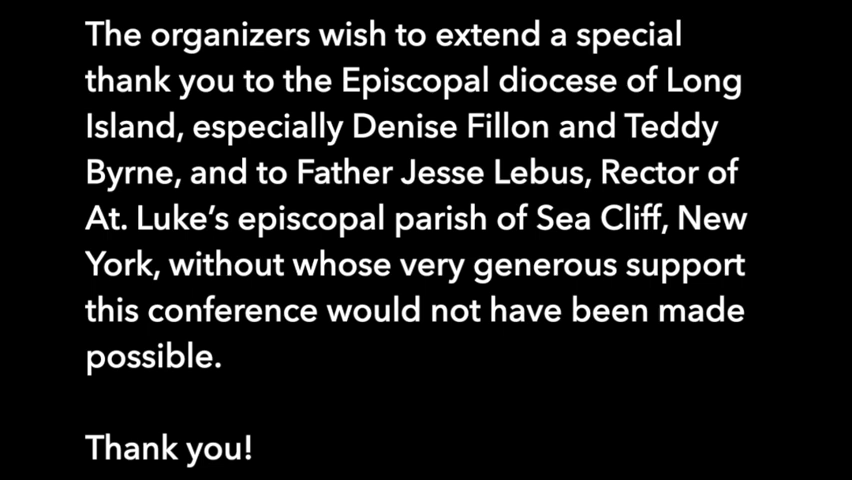 The organizers wish to extend a special
thank you to the Episcopal diocese of Long
Island, especially Denise Fillon and Teddy
Byrne, and to Father Jesse Lebus, Rector of
At. Luke’s episcopal parish of Sea Cliff, New
York, without whose very generous support
this conference would not have been made
possible.
Thank you!